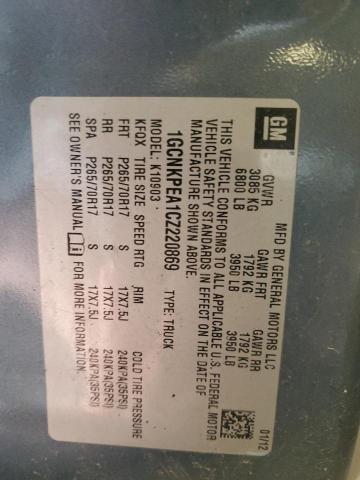 GM
MFD BY GENERAL MOTORS LLC
01/12
GVWR GAWR FRT GAWR RR
3085 KG 1792 KG 1792 KG
6800 LB 3950 LB 3950 LB
THIS VEHICLE CONFORMS TO ALL APPLICABLE U.S. FEDERAL MOTOR
VEHICLE SAFETY STANDARDS IN EFFECT ON THE DATE OF
MANUFACTURE SHOWN ABOVE.
1GCNKPEA1CZ220869 TYPE: TRUCK
MODEL: K10903
KFQX TIRE SIZE SPEED RTG RIM COLD TIRE PRESSURE
FRT P265/70R17 S 17X7.5J 240KPA(35PSI)
RR P265/70R17 S 17X7.5J 240KPA(35PSI)
SPA P265/70R17 S 17X7.5J 240KPA(35PSI)
SEE OWNER'S MANUAL i FOR MORE INFORMATION